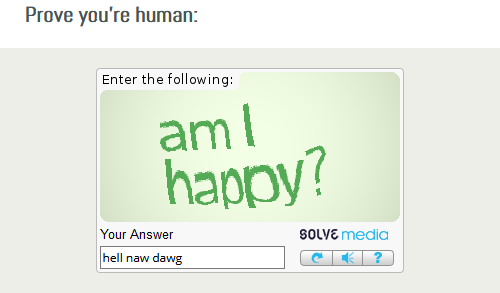 Prove you're human:
Enter the following:
am I
happy?
Your Answer
SOLVE media
hell naw dawg
?